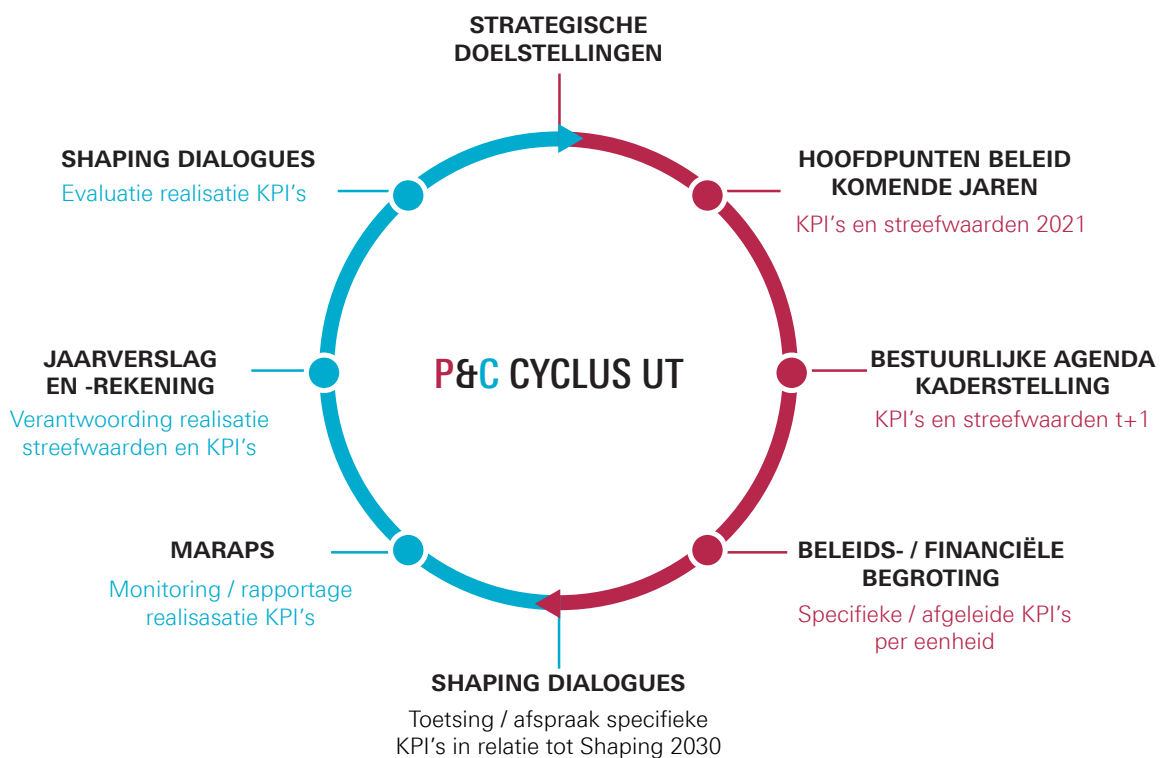 STRATEGISCHE
DOELSTELLINGEN
HOOFDPUNTEN BELEID
KOMENDE JAREN
KPI's en streefwaarden 2021
BESTUURLIJKE AGENDA
KADERSTELLING
KPI's en streefwaarden t+1
BELEIDS- / FINANCIËLE
BEGROTING
Specifieke / afgeleide KPI's
per eenheid
SHAPING DIALOGUES
Toetsing / afspraak specifieke
KPI's in relatie tot Shaping 2030
MARAPS
Monitoring / rapportage
realisasatie KPI's
JAARVERSLAG
EN -REKENING
Verantwoording realisatie
streefwaarden en KPI's
SHAPING DIALOGUES
Evaluatie realisatie KPI's
P&C CYCLUS UT